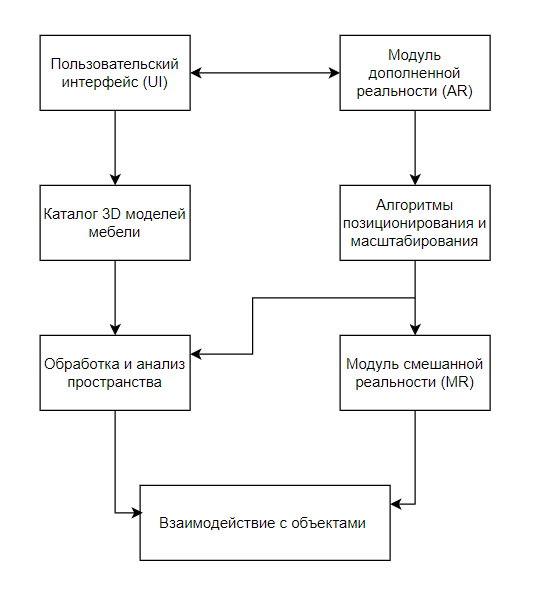 Пользовательский
интерфейс (UI)
Модуль
дополненной
реальности (AR)
Каталог 3D моделей
мебели
Алгоритмы
позиционирования и
масштабирования
Обработка и анализ
пространства
Модуль смешанной
реальности (MR)
Взаимодействие с объектами